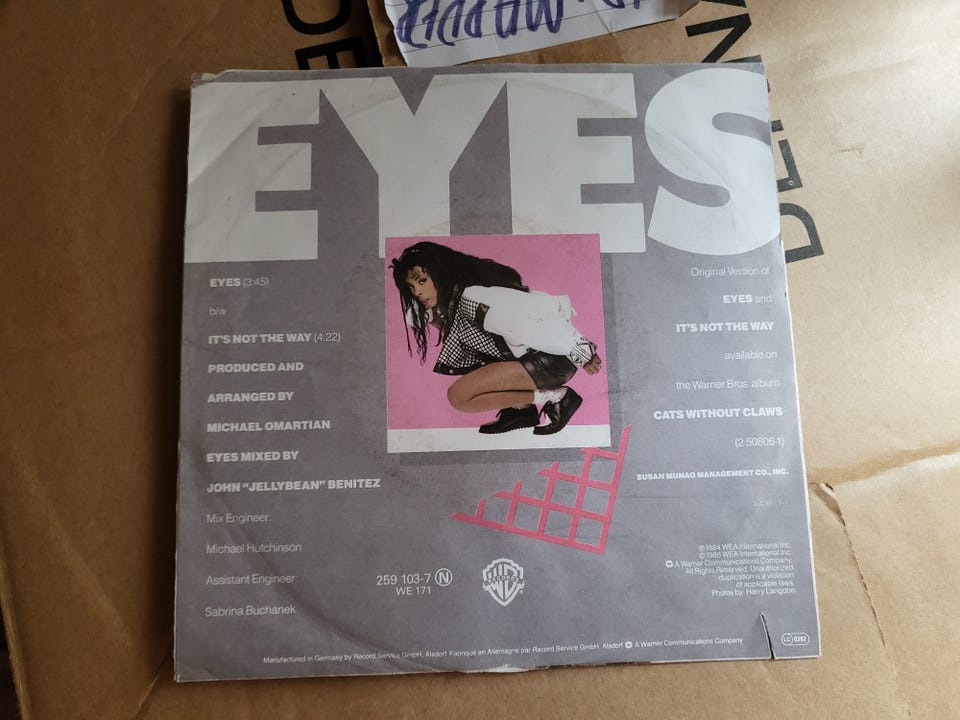 EYES
EYES (3:45)
b/w
IT'S NOT THE WAY (4:22)
PRODUCED AND
ARRANGED BY
MICHAEL OMARTIAN
EYES MIXED BY
JOHN "JELLYBEAN" BENITEZ
Mix Engineer:
Michael Hutchinson
Assistant Engineer:
Sabrina Buchanek
Original Version of
EYES and
IT'S NOT THE WAY
available on
the Warner Bros. album
CATS WITHOUT CLAWS
(2 50806-1)
SUSAN MUNAO MANAGEMENT CO., INC.
℗ 1984 WEA International Inc.
© 1985 WEA International Inc.
A Warner Communications Company.
All Rights Reserved. Unauthorized
duplication is a violation
of applicable laws.
Photos by: Harry Langdon
259 103-7 N
WE 171
WB
RECORDS
LC 0392
Manufactured in Germany by Record Service GmbH, Alsdorf. Fabriqué en Allemagne par Record Service GmbH, Alsdorf A Warner Communications Company